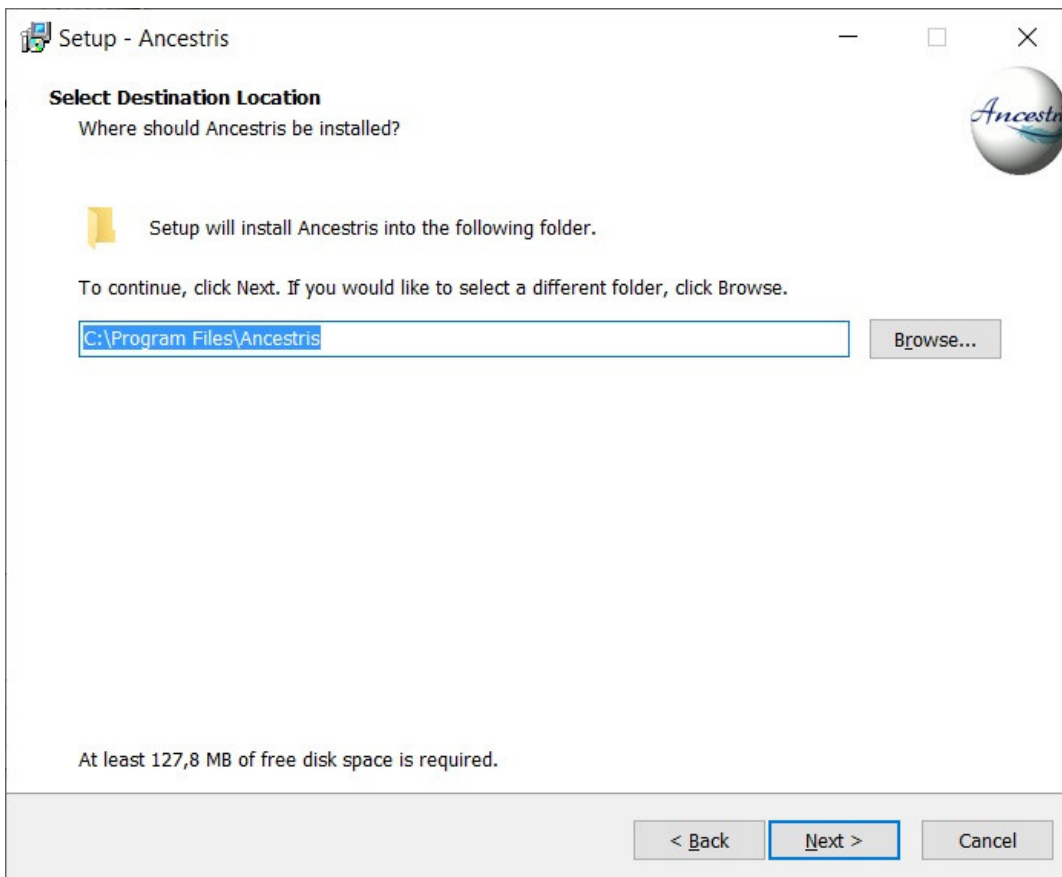 Setup - Ancestris
Select Destination Location
Where should Ancestris be installed?
Setup will install Ancestris into the following folder.
To continue, click Next. If you would like to select a different folder, click Browse.
C:\Program Files\Ancestris
Browse...
At least 127,8 MB of free disk space is required.
< Back Next > Cancel